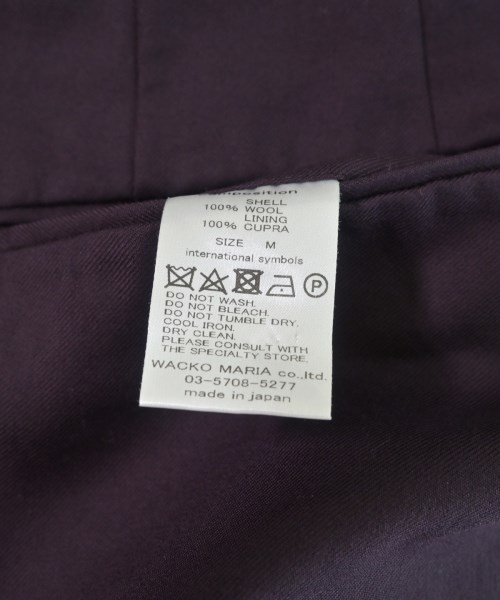 SHELL
100% WOOL
LINING
100% CUPRA
SIZE M
international symbols
P
DO NOT WASH.
DO NOT BLEACH.
DO NOT TUMBLE DRY.
COOL IRON.
DRY CLEAN.
PLEASE CONSULT WITH
THE SPECIALTY STORE.
WACKO MARIA co.,ltd.
03-5708-5277
made in japan